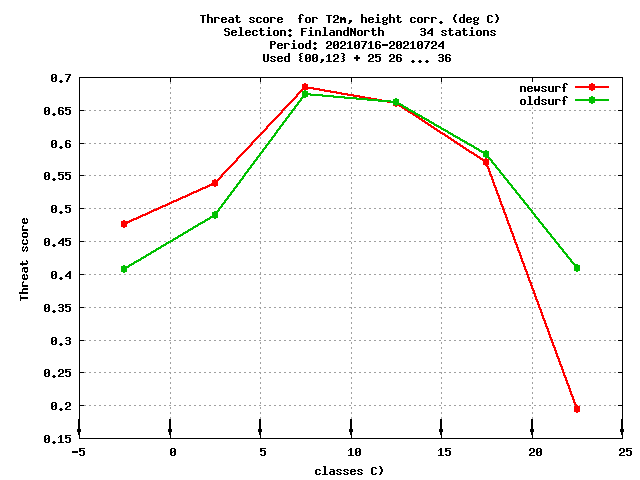 Threat score  for T2m, height corr. (deg C)
Selection: FinlandNorth     34 stations
Period: 20210716-20210724
Used {00,12} + 25 26 ... 36
newsurf
oldsurf
Threat score
0.7
0.65
0.6
0.55
0.5
0.45
0.4
0.35
0.3
0.25
0.2
0.15
-5 0 5 10 15 20 25
classes C)